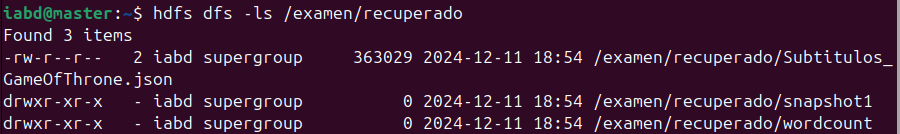 iabd@master:~$ hdfs dfs -ls /examen/recuperado
Found 3 items
-rw-r--r--   2 iabd supergroup     363029 2024-12-11 18:54 /examen/recuperado/Subtitulos_
GameOfThrone.json
drwxr-xr-x   - iabd supergroup          0 2024-12-11 18:54 /examen/recuperado/snapshot1
drwxr-xr-x   - iabd supergroup          0 2024-12-11 18:54 /examen/recuperado/wordcount